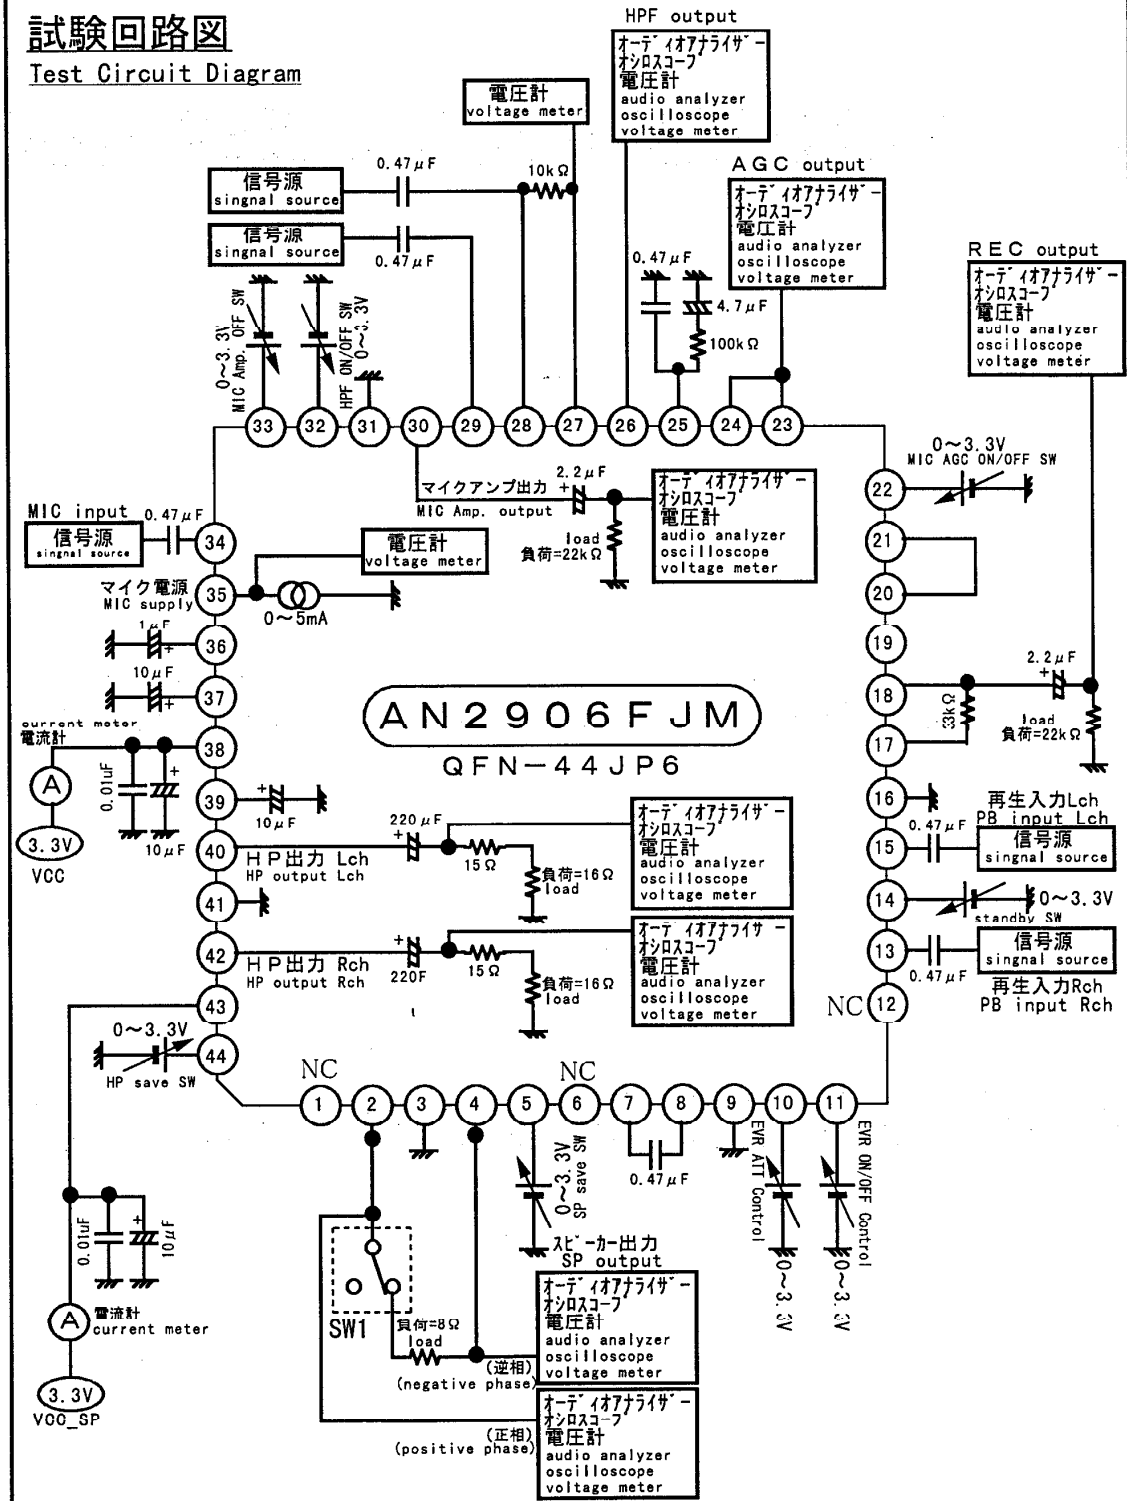 試験回路図
Test Circuit Diagram
HPF output
オーディオアナライザー
オシロスコープ
電圧計
audio analyzer
oscilloscope
voltage meter
電圧計
voltage meter
0.47μF
10kΩ
信号源
singnal source
信号源
singnal source
0.47μF
AGC output
オーディオアナライザー
オシロスコープ
電圧計
audio analyzer
oscilloscope
voltage meter
REC output
オーディオアナライザー
オシロスコープ
電圧計
audio analyzer
oscilloscope
voltage meter
0.47μF
4.7μF
100kΩ
0～3.3V
MIC Amp. OFF SW
HPF ON/OFF SW
0～3.3V
33
32
31
30
29
28
27
26
25
24
23
0～3.3V
MIC AGC ON/OFF SW
22
21
20
19
18
17
16
15
14
13
NC 12
マイクアンプ出力
MIC Amp. output
2.2μF
+
load
負荷=22kΩ
オーディオアナライザー
オシロスコープ
電圧計
audio analyzer
oscilloscope
voltage meter
MIC input
0.47μF
信号源
singnal source
34
電圧計
voltage meter
マイク電源
MIC supply
35
0～5mA
1μF
+
36
10μF
+
37
current meter
電流計
38
A
0.01uF
+
10μF
3.3V
VCC
39
+
10μF
AN2906FJM
QFN-44JP6
33kΩ
2.2μF
+
load
負荷=22kΩ
再生入力Lch
PB input Lch
0.47μF
信号源
singnal source
0～3.3V
standby SW
信号源
singnal source
0.47μF
再生入力Rch
PB input Rch
40
HP出力 Lch
HP output Lch
220μF
+
15Ω
負荷=16Ω
load
オーディオアナライザー
オシロスコープ
電圧計
audio analyzer
oscilloscope
voltage meter
41
42
HP出力 Rch
HP output Rch
+
220F
15Ω
負荷=16Ω
load
オーディオアナライザー
オシロスコープ
電圧計
audio analyzer
oscilloscope
voltage meter
43
0～3.3V
44
HP save SW
NC
NC
1
2
3
4
5
6
7
8
9
10
11
0～3.3V
SP save SW
0.47μF
EVR ATT Control
0～3.3V
EVR ON/OFF Control
0～3.3V
0.01uF
+
10μF
A
電流計
current meter
3.3V
VCC_SP
SW1
負荷=8Ω
load
スピーカー出力
SP output
オーディオアナライザー
オシロスコープ
電圧計
audio analyzer
oscilloscope
voltage meter
(逆相)
(negative phase)
オーディオアナライザー
オシロスコープ
電圧計
audio analyzer
oscilloscope
voltage meter
(正相)
(positive phase)